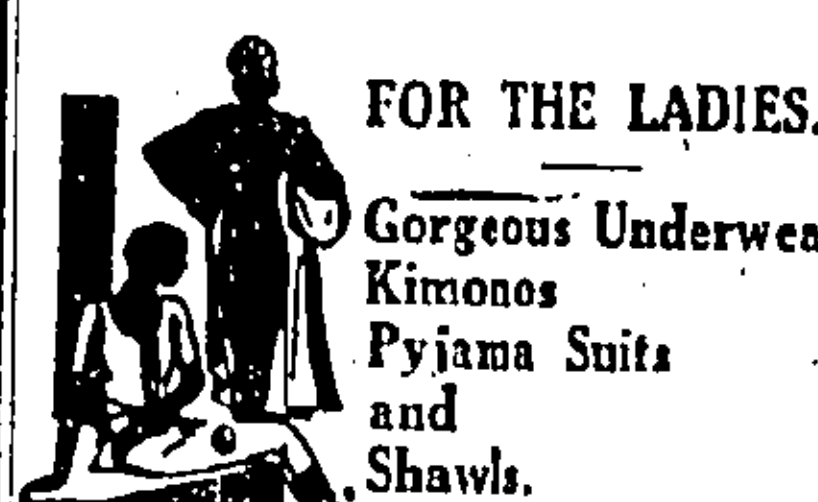 FOR THE LADIES.
Gorgeous Underwea
Kimonos
Pyjama Suits
and
Shawls.